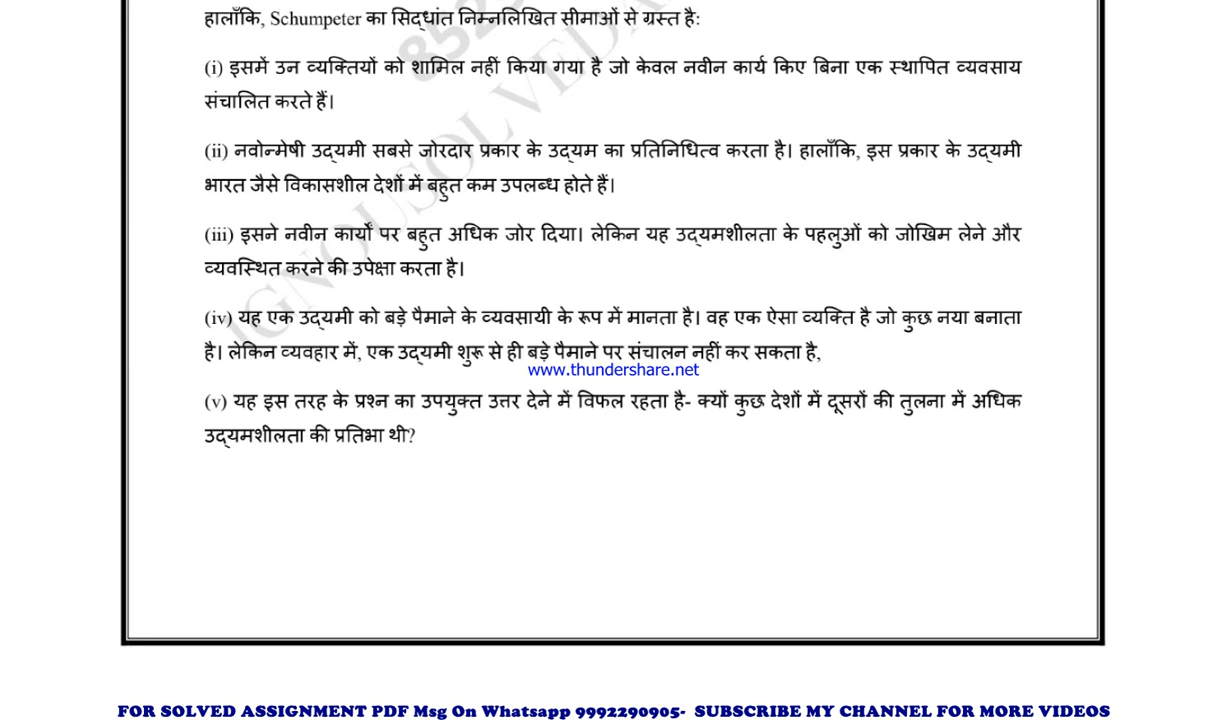 हालाँकि, Schumpeter का सिद्धांत निम्नलिखित सीमाओं से ग्रस्त है:
(i) इसमें उन व्यक्तियों को शामिल नहीं किया गया है जो केवल नवीन कार्य किए बिना एक स्थापित व्यवसाय
संचालित करते हैं।
(ii) नवोन्मेषी उद्यमी सबसे जोरदार प्रकार के उद्यम का प्रतिनिधित्व करता है। हालाँकि, इस प्रकार के उद्यमी
भारत जैसे विकासशील देशों में बहुत कम उपलब्ध होते हैं।
(iii) इसने नवीन कार्यों पर बहुत अधिक जोर दिया। लेकिन यह उद्यमशीलता के पहलुओं को जोखिम लेने और
व्यवस्थित करने की उपेक्षा करता है।
(iv) यह एक उद्यमी को बड़े पैमाने के व्यवसायी के रूप में मानता है। वह एक ऐसा व्यक्ति है जो कुछ नया बनाता
है। लेकिन व्यवहार में, एक उद्यमी शुरू से ही बड़े पैमाने पर संचालन नहीं कर सकता है,
www.thundershare.net
(v) यह इस तरह के प्रश्न का उपयुक्त उत्तर देने में विफल रहता है- क्यों कुछ देशों में दूसरों की तुलना में अधिक
उद्यमशीलता की प्रतिभा थी?
FOR SOLVED ASSIGNMENT PDF Msg On Whatsapp 9992290905- SUBSCRIBE MY CHANNEL FOR MORE VIDEOS